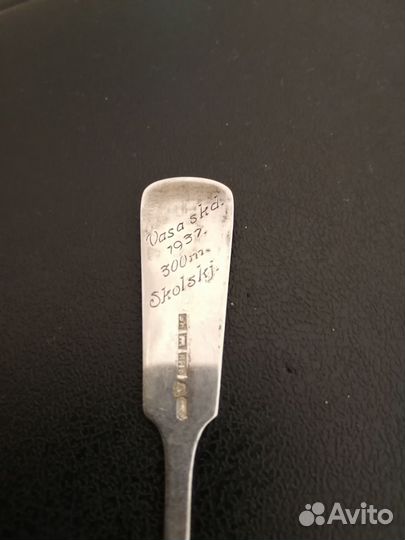 Vasa skd.
1937.
300m.
Skolskj.
Avito